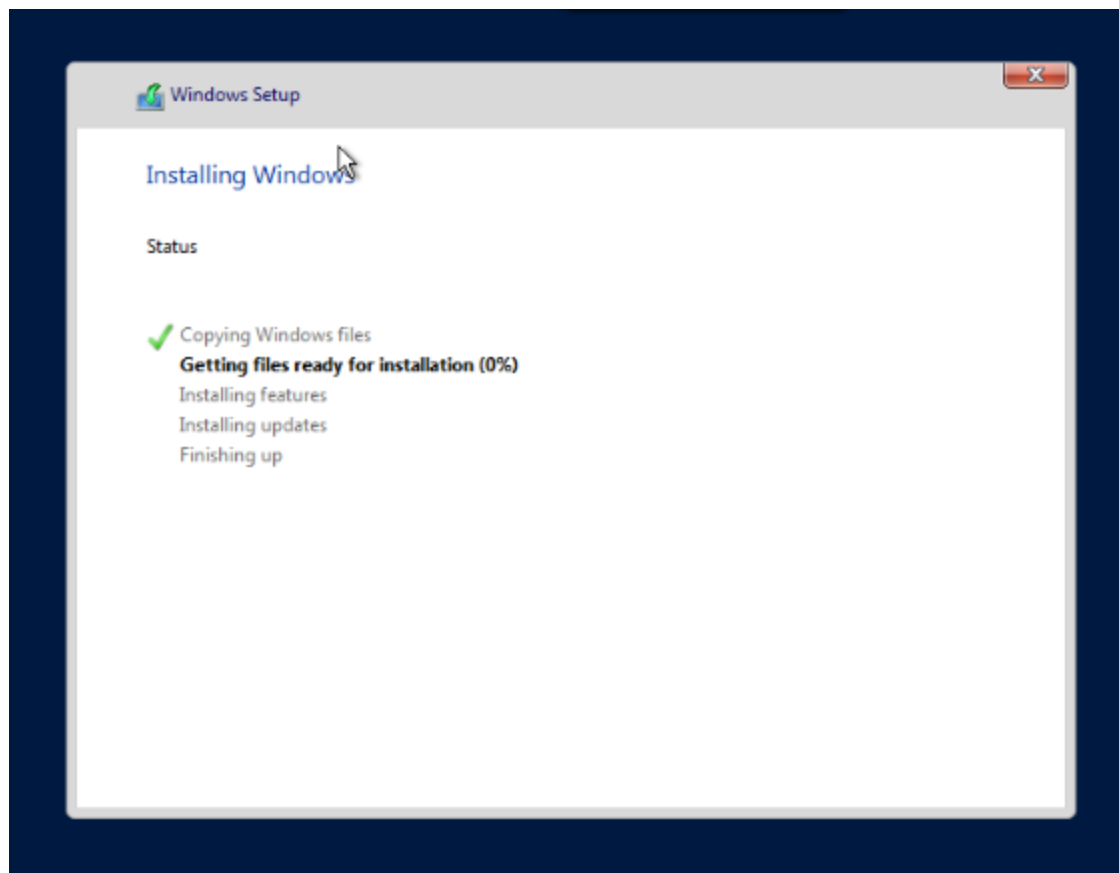 Windows Setup
Installing Windows
Status
Copying Windows files
Getting files ready for installation (0%)
Installing features
Installing updates
Finishing up